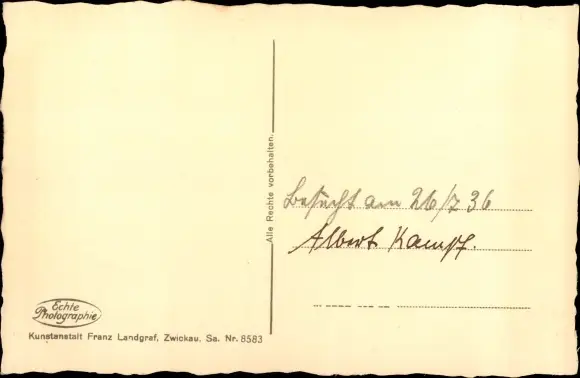 Echte
Photographie
Kunstanstalt Franz Landgraf, Zwickau. Sa. Nr. 8583
Alle Rechte vorbehalten.
Besucht am 26/7 36
Albert Kampf.